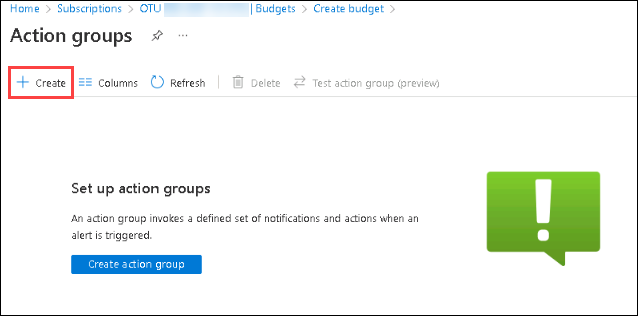 Home > Subscriptions > OTU | Budgets > Create budget >
Action groups ...
+ Create Columns Refresh | Delete Test action group (preview)
Set up action groups
An action group invokes a defined set of notifications and actions when an
alert is triggered.
Create action group